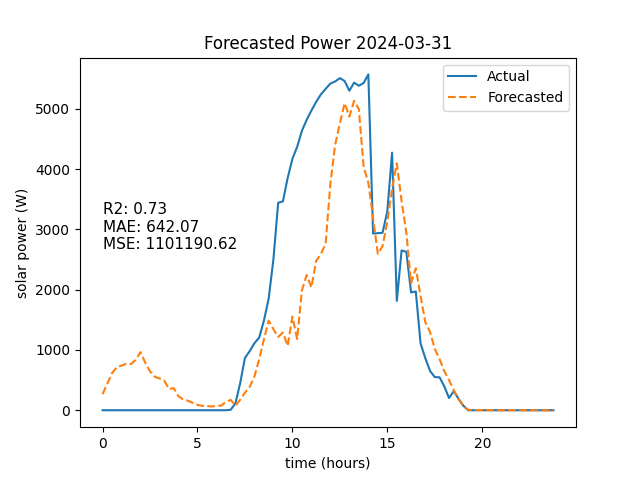 Forecasted Power 2024-03-31
Actual
Forecasted
R2: 0.73
MAE: 642.07
MSE: 1101190.62
solar power (W)
5000
4000
3000
2000
1000
0
0 5 10 15 20
time (hours)